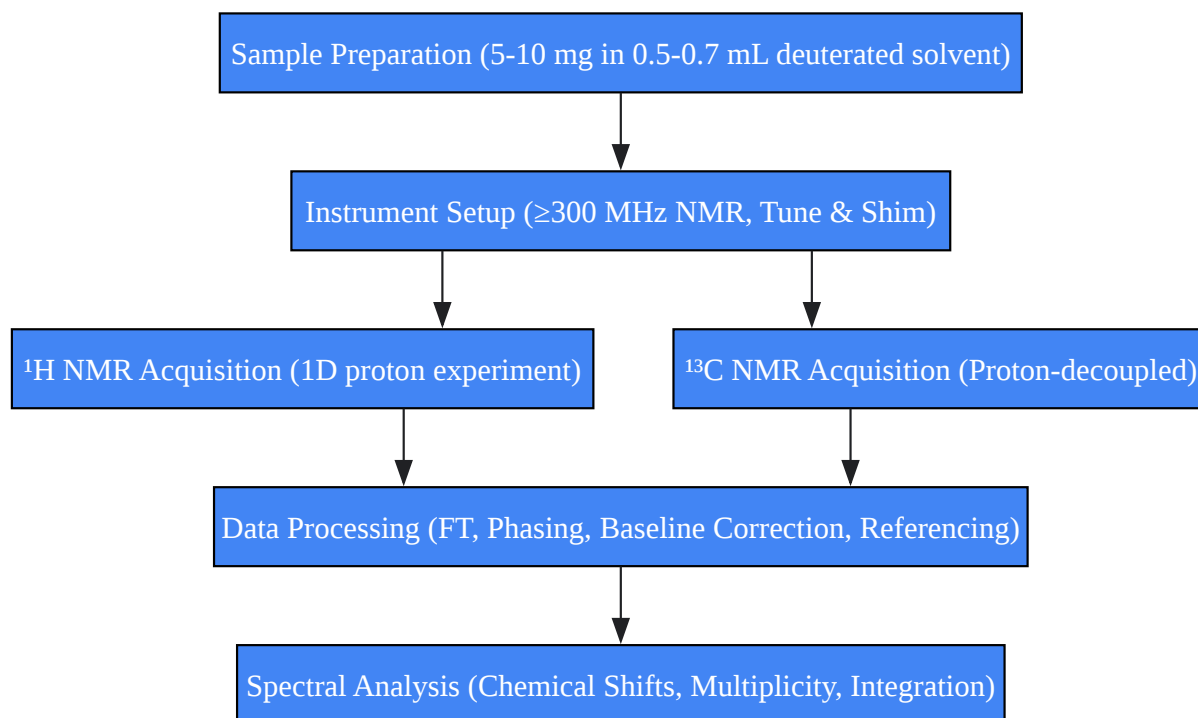 Sample Preparation (5-10 mg in 0.5-0.7 mL deuterated solvent)
Instrument Setup (≥300 MHz NMR, Tune & Shim)
¹H NMR Acquisition (1D proton experiment)
¹³C NMR Acquisition (Proton-decoupled)
Data Processing (FT, Phasing, Baseline Correction, Referencing)
Spectral Analysis (Chemical Shifts, Multiplicity, Integration)